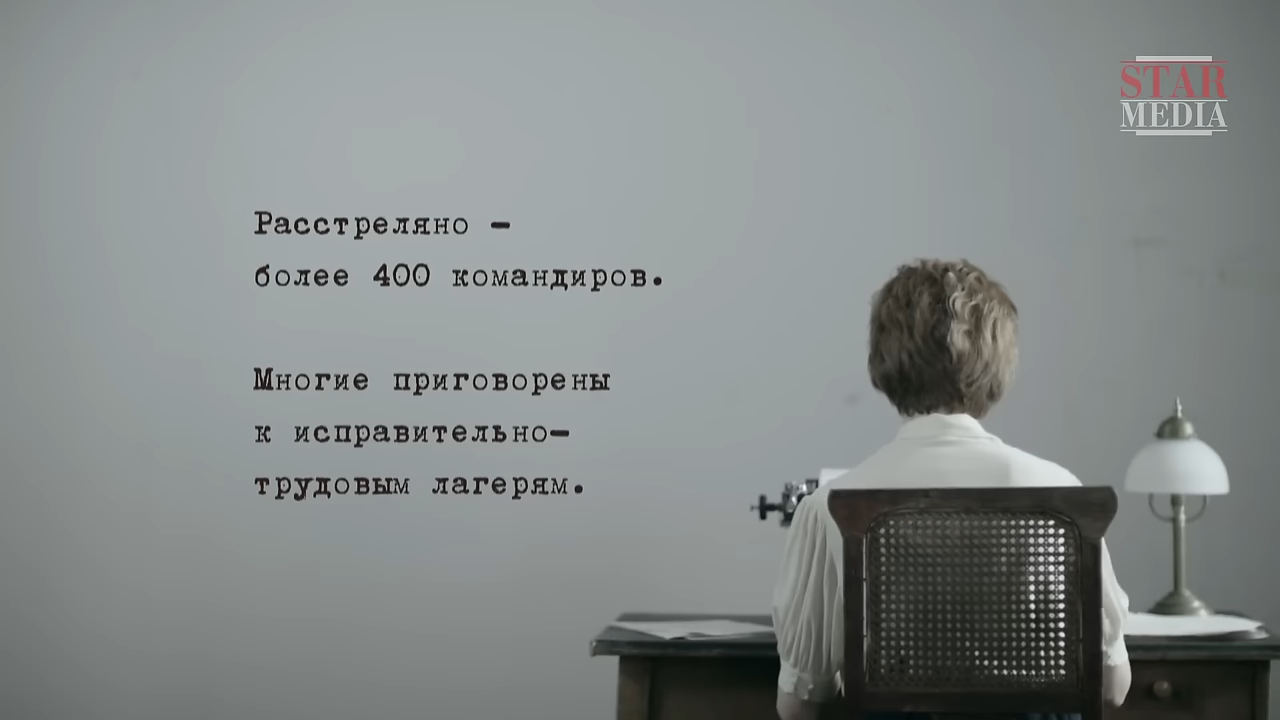 STAR
MEDIA
Расстреляно –
более 400 командиров.
Многие приговорены
к исправительно-
трудовым лагерям.